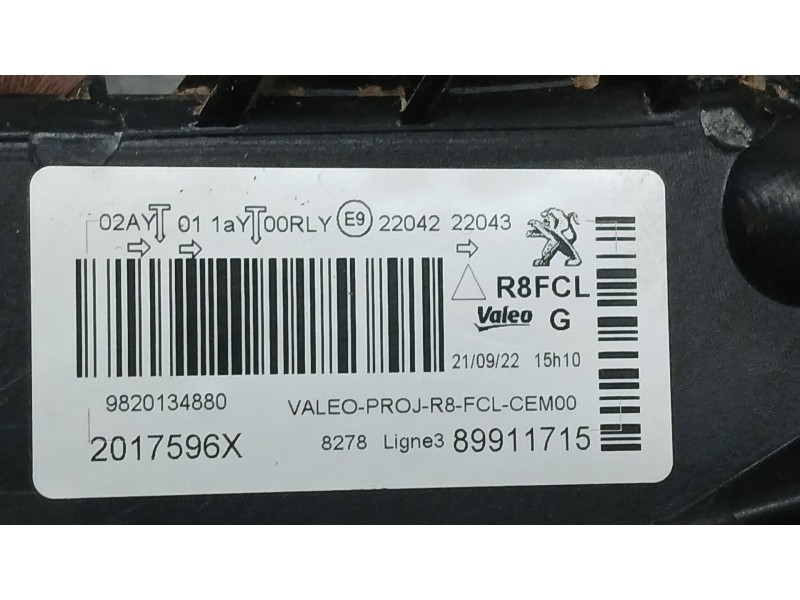 02AY 01 1aY 00RLY E9 22042 22043
R8FCL
Valeo G
21/09/22 15h10
9820134880 VALEO-PROJ-R8-FCL-CEM00
2017596X 8278 Ligne3 89911715